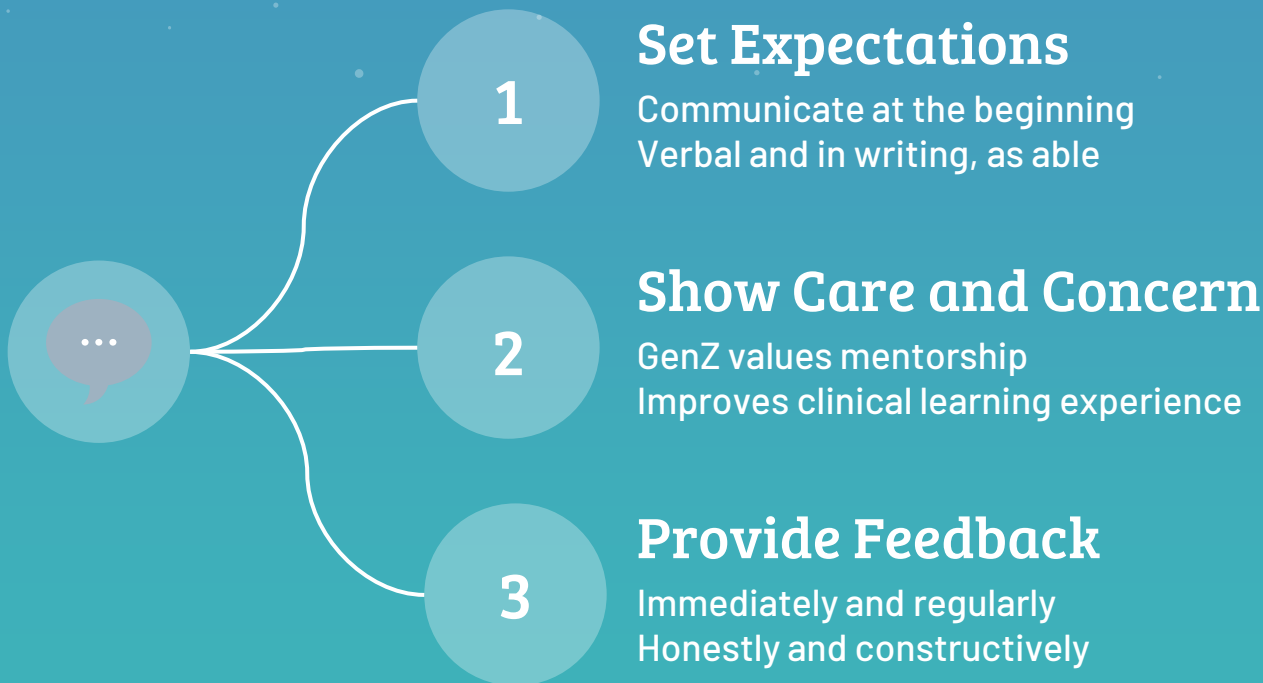 1
Set Expectations
Communicate at the beginning
Verbal and in writing, as able
2
Show Care and Concern
GenZ values mentorship
Improves clinical learning experience
3
Provide Feedback
Immediately and regularly
Honestly and constructively